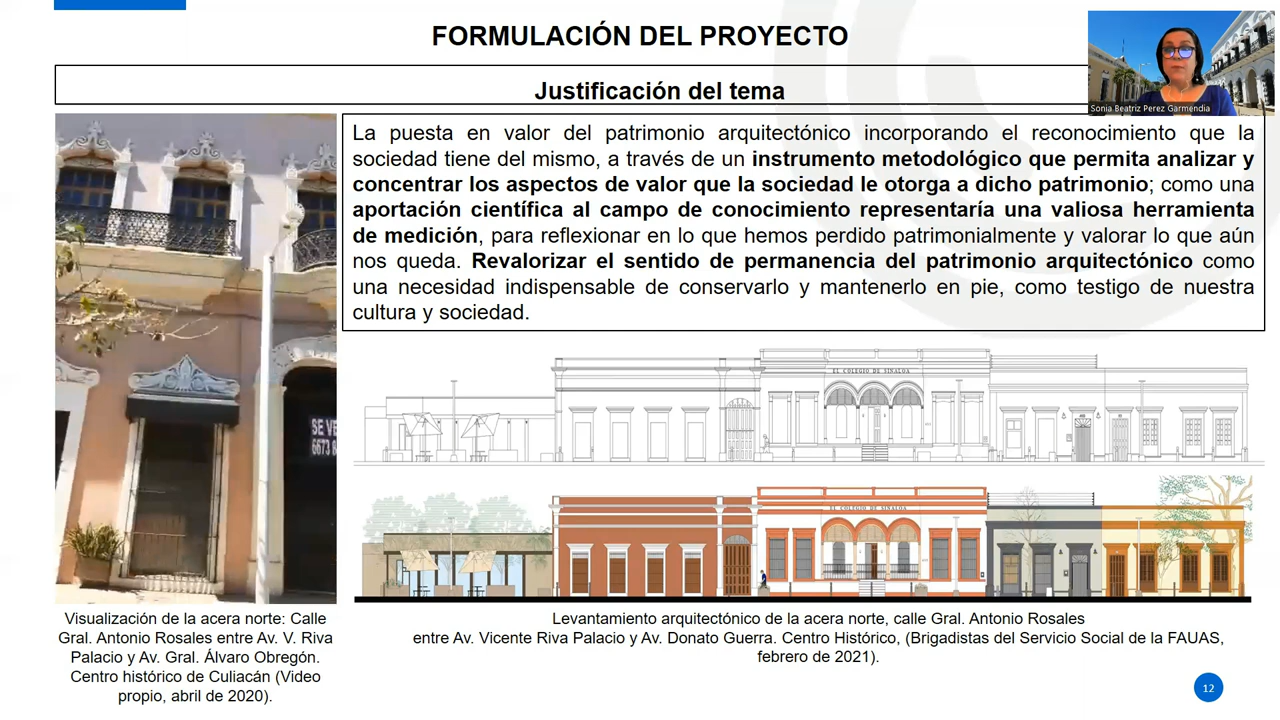 FORMULACIÓN DEL PROYECTO
Justificación del tema
Sonia Beatriz Perez Garmendia
La puesta en valor del patrimonio arquitectónico incorporando el reconocimiento que la
sociedad tiene del mismo, a través de un instrumento metodológico que permita analizar y
concentrar los aspectos de valor que la sociedad le otorga a dicho patrimonio; como una
aportación científica al campo de conocimiento representaría una valiosa herramienta
de medición, para reflexionar en lo que hemos perdido patrimonialmente y valorar lo que aún
nos queda. Revalorizar el sentido de permanencia del patrimonio arquitectónico como
una necesidad indispensable de conservarlo y mantenerlo en pie, como testigo de nuestra
cultura y sociedad.
SE VE
6673 8
EL COLEGIO DE SINALOA
EL COLEGIO DE SINALOA
Visualización de la acera norte: Calle
Gral. Antonio Rosales entre Av. V. Riva
Palacio y Av. Gral. Álvaro Obregón.
Centro histórico de Culiacán (Video
propio, abril de 2020).
Levantamiento arquitectónico de la acera norte, calle Gral. Antonio Rosales
entre Av. Vicente Riva Palacio y Av. Donato Guerra. Centro Histórico, (Brigadistas del Servicio Social de la FAUAS,
febrero de 2021).
12